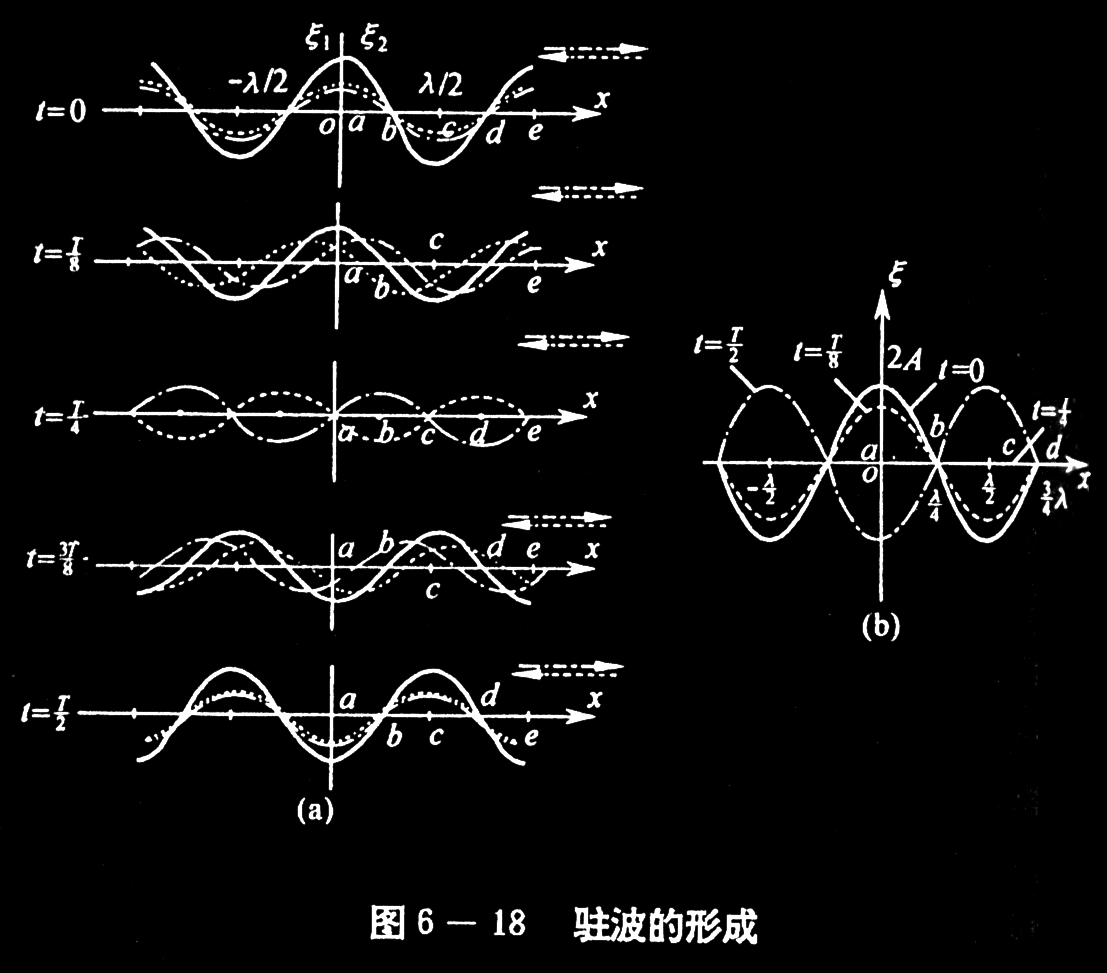 ξ₁ ξ₂
-λ/2 λ/2 x
t=0 o a b c d e
t=T/8 a b c e x
t=T/4 a b c d e x
t=3T/8 a b c d e x
t=T/2 a b c d e x
(a)
ξ
t=T/2 t=T/8 2A t=0
b
a c d
o -λ/2 λ/4 λ/2 3/4λ x
(b)
图6—18 驻波的形成